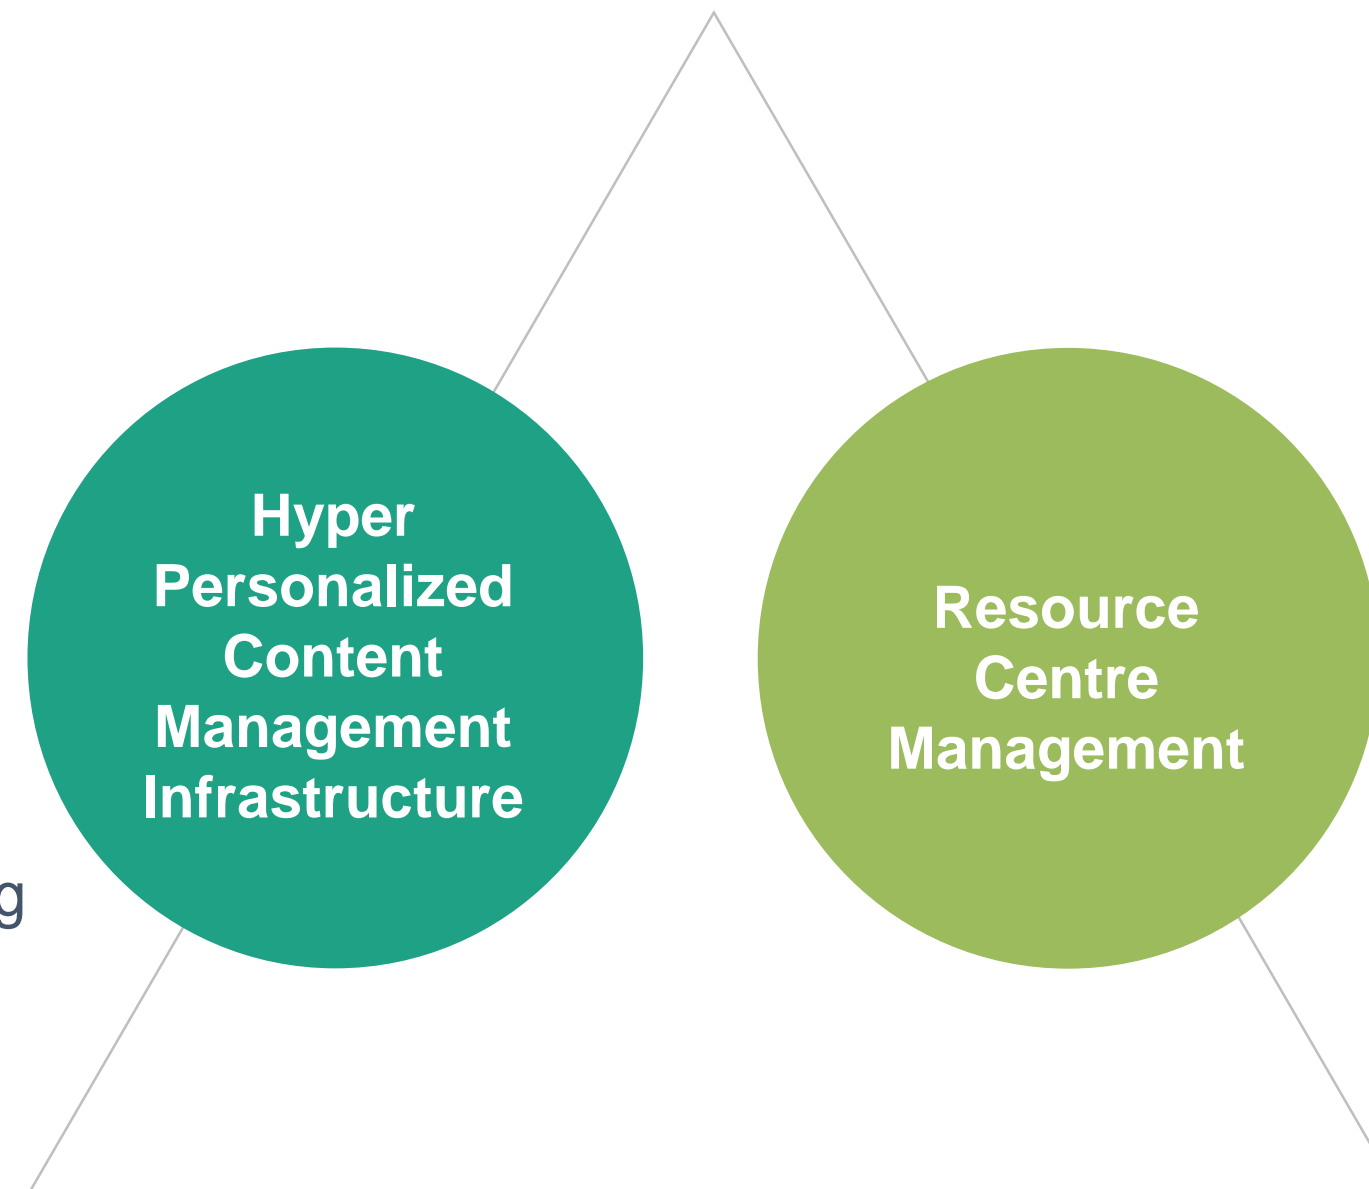 Hyper
Personalized
Content
Management
Infrastructure
Resource
Centre
Management
g